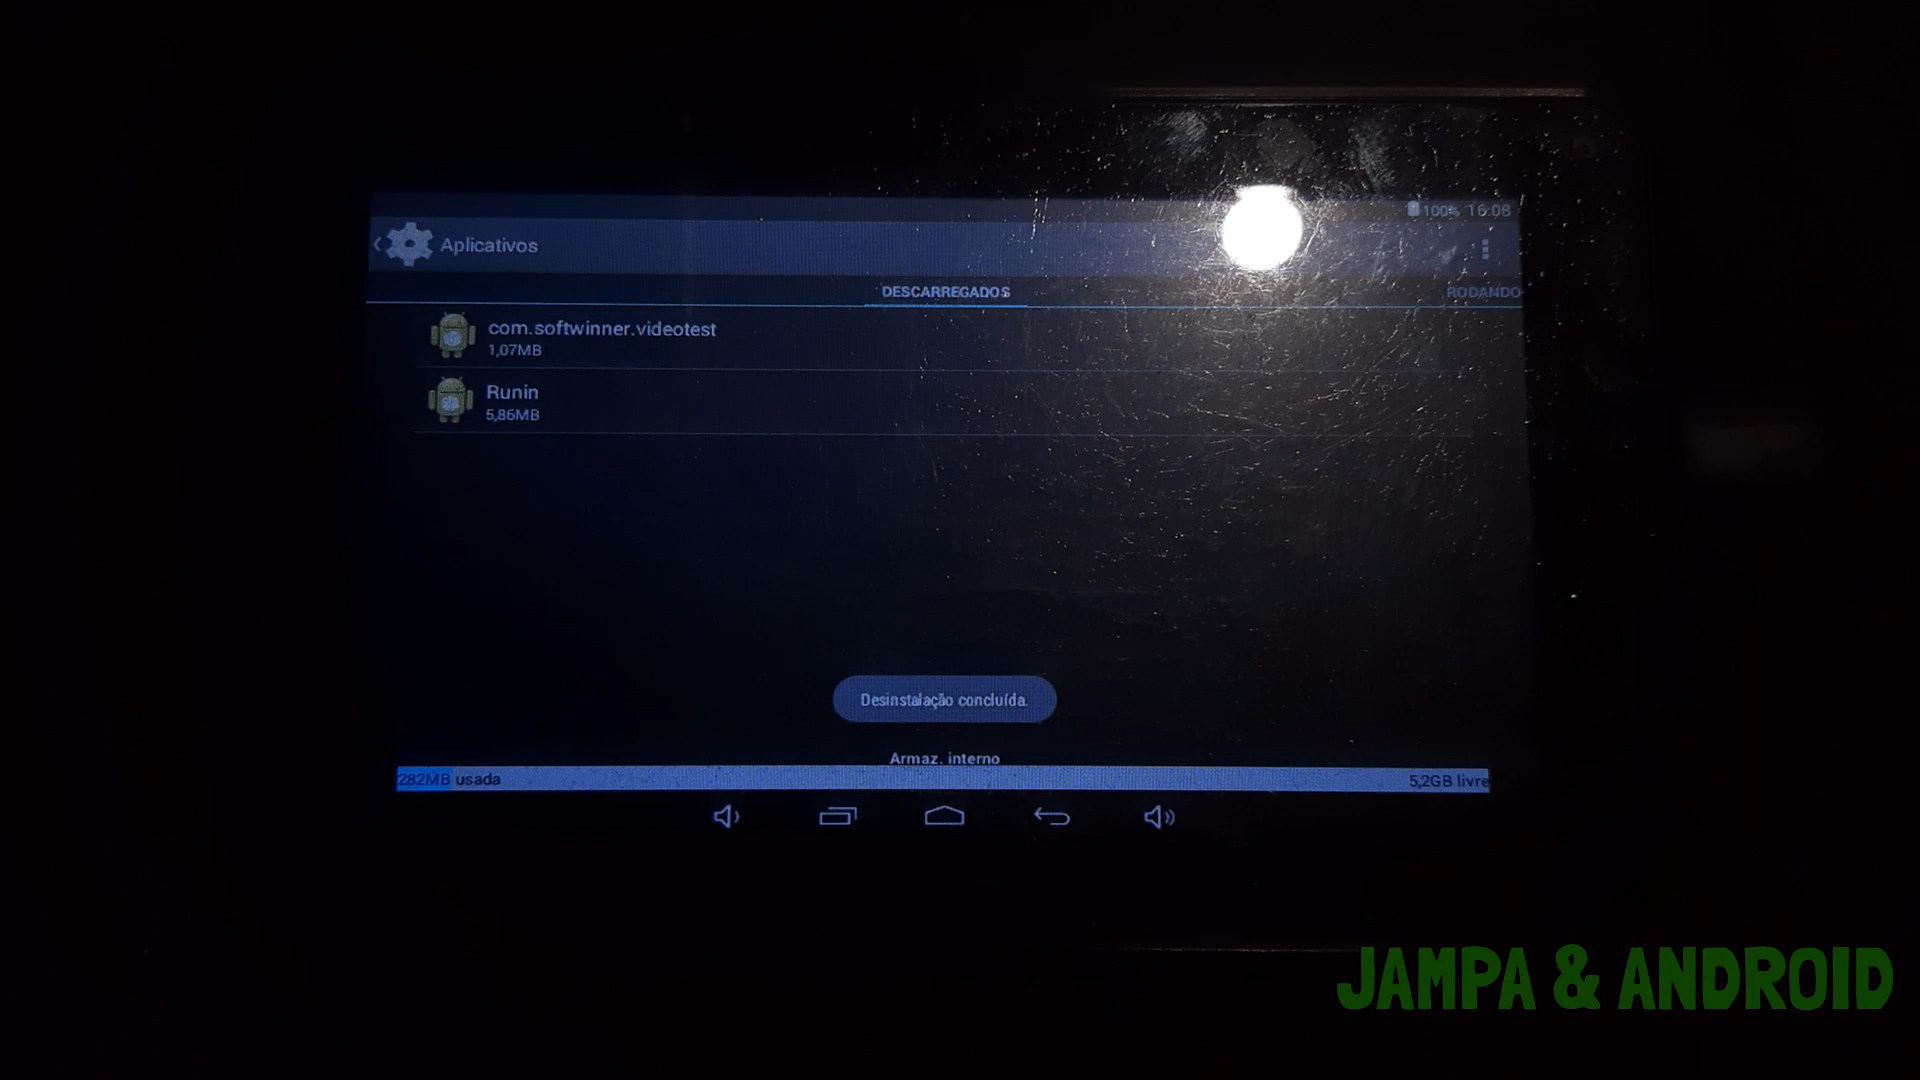 100% 16:08
Aplicativos
DESCARREGADOS
RODANDO
com.softwinner.videotest
1,07MB
Runin
5,86MB
Desinstalação concluída.
Armaz. interno
282MB usada
5,2GB livre
JAMPA & ANDROID